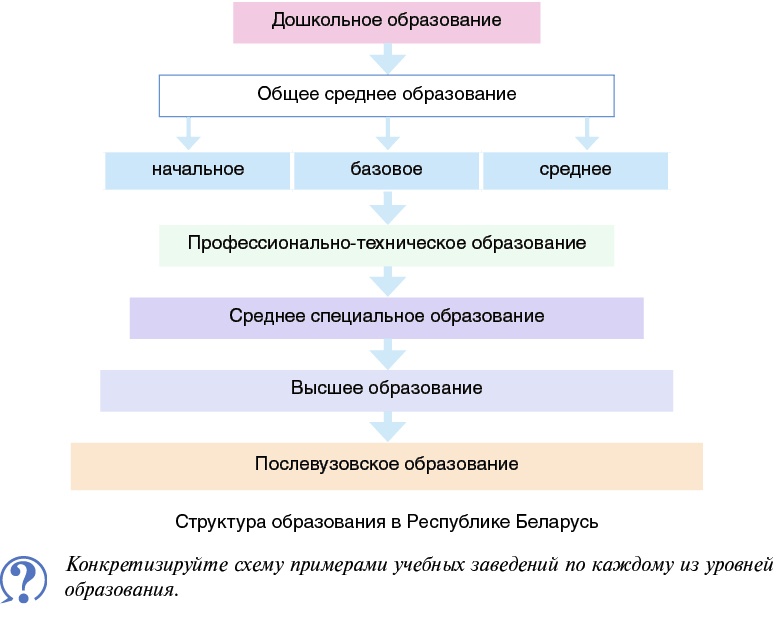 Дошкольное образование
Общее среднее образование
начальное базовое среднее
Профессионально-техническое образование
Среднее специальное образование
Высшее образование
Послевузовское образование
Структура образования в Республике Беларусь
Конкретизируйте схему примерами учебных заведений по каждому из уровней
образования.